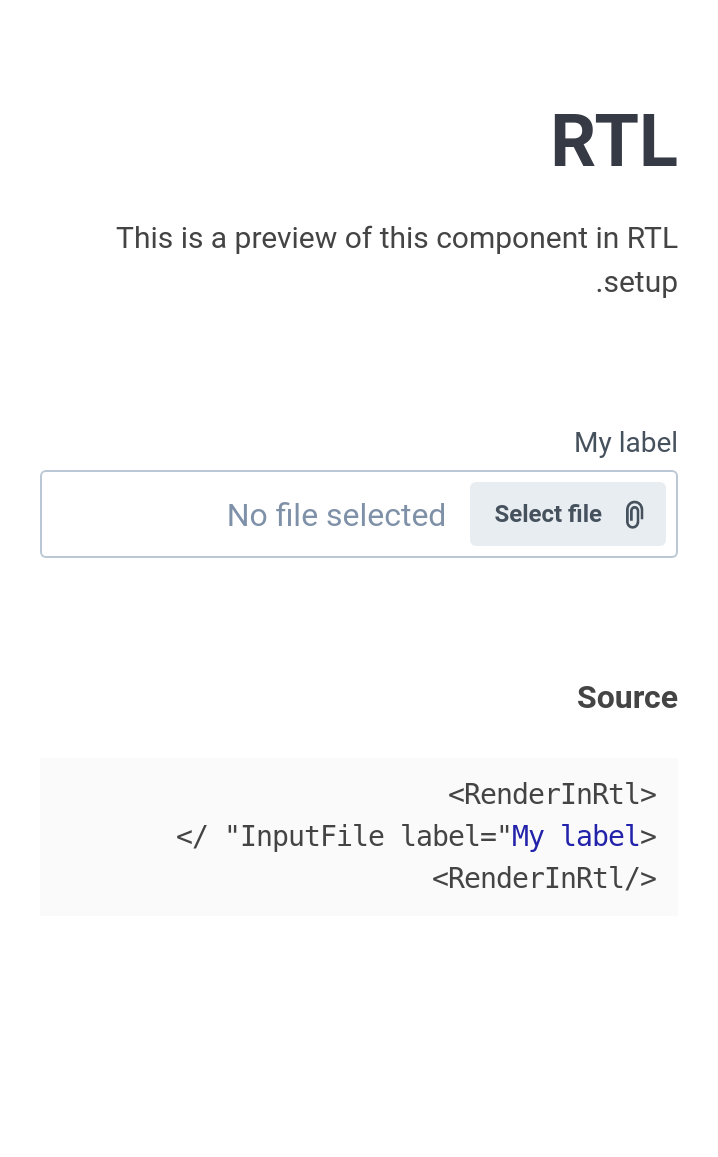 RTL
This is a preview of this component in RTL
.setup
My label
No file selected
Select file
Source
<RenderInRtl>
</ "InputFile label="My label>
<RenderInRtl/>